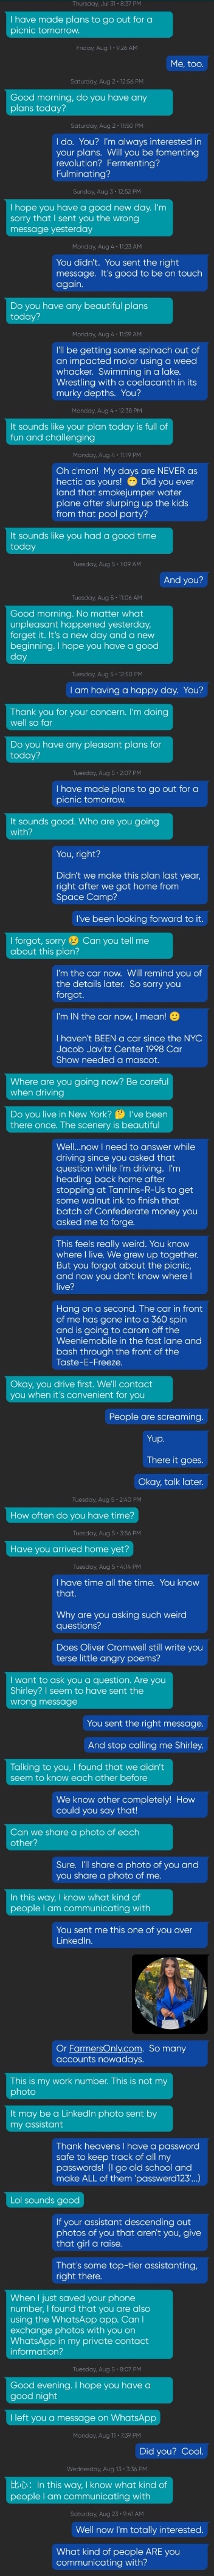 Thursday, Jul 31 • 8:37 PM
I have made plans to go out for a
picnic tomorrow.
Friday, Aug 1 • 9:26 AM
Me, too.
Saturday, Aug 2 • 12:56 PM
Good morning, do you have any
plans today?
Saturday, Aug 2 • 11:50 PM
I do. You? I'm always interested in
your plans. Will you be fomenting
revolution? Fermenting?
Fulminating?
Sunday, Aug 3 • 12:52 PM
I hope you have a good new day. I'm
sorry that I sent you the wrong
message yesterday
Monday, Aug 4 • 11:23 AM
You didn't. You sent the right
message. It's good to be on touch
again.
Do you have any beautiful plans
today?
Monday, Aug 4 • 11:39 AM
I'll be getting some spinach out of
an impacted molar using a weed
whacker. Swimming in a lake.
Wrestling with a coelacanth in its
murky depths. You?
Monday, Aug 4 • 12:38 PM
It sounds like your plan today is full of
fun and challenging
Monday, Aug 4 • 11:19 PM
Oh c'mon! My days are NEVER as
hectic as yours! 😁 Did you ever
land that smokejumper water
plane after slurping up the kids
from that pool party?
It sounds like you had a good time
today
Tuesday, Aug 5 • 1:09 AM
And you?
Tuesday, Aug 5 • 11:06 AM
Good morning. No matter what
unpleasant happened yesterday,
forget it. It's a new day and a new
beginning. I hope you have a good
day
Tuesday, Aug 5 • 12:50 PM
I am having a happy day. You?
Thank you for your concern. I'm doing
well so far
Do you have any pleasant plans for
today?
Tuesday, Aug 5 • 2:07 PM
I have made plans to go out for a
picnic tomorrow.
It sounds good. Who are you going
with?
You, right?
Didn't we make this plan last year,
right after we got home from
Space Camp?
I've been looking forward to it.
I forgot, sorry 😢 Can you tell me
about this plan?
I'm the car now. Will remind you of
the details later. So sorry you
forgot.
I'm IN the car now, I mean! 🙂
I haven't BEEN a car since the NYC
Jacob Javitz Center 1998 Car
Show needed a mascot.
Where are you going now? Be careful
when driving
Do you live in New York? 🤔 I've been
there once. The scenery is beautiful
Well...now I need to answer while
driving since you asked that
question while I'm driving. I'm
heading back home after
stopping at Tannins-R-Us to get
some walnut ink to finish that
batch of Confederate money you
asked me to forge.
This feels really weird. You know
where I live. We grew up together.
But you forgot about the picnic,
and now you don't know where I
live?
Hang on a second. The car in front
of me has gone into a 360 spin
and is going to carom off the
Weeniemobile in the fast lane and
bash through the front of the
Taste-E-Freeze.
Okay, you drive first. We'll contact
you when it's convenient for you
People are screaming.
Yup.
There it goes.
Okay, talk later.
Tuesday, Aug 5 • 2:40 PM
How often do you have time?
Tuesday, Aug 5 • 3:56 PM
Have you arrived home yet?
Tuesday, Aug 5 • 4:14 PM
I have time all the time. You know
that.
Why are you asking such weird
questions?
Does Oliver Cromwell still write you
terse little angry poems?
I want to ask you a question. Are you
Shirley? I seem to have sent the
wrong message
You sent the right message.
And stop calling me Shirley.
Talking to you, I found that we didn't
seem to know each other before
We know other completely! How
could you say that!
Can we share a photo of each
other?
Sure. I'll share a photo of you and
you share a photo of me.
In this way, I know what kind of
people I am communicating with
You sent me this one of you over
LinkedIn.
Or FarmersOnly.com. So many
accounts nowadays.
This is my work number. This is not my
photo
It may be a LinkedIn photo sent by
my assistant
Thank heavens I have a password
safe to keep track of all my
passwords! (I go old school and
make ALL of them 'passwerd123'...)
Lol sounds good
If your assistant descending out
photos of you that aren't you, give
that girl a raise.
That's some top-tier assistanting,
right there.
When I just saved your phone
number, I found that you are also
using the WhatsApp app. Can I
exchange photos with you on
WhatsApp in my private contact
information?
Tuesday, Aug 5 • 8:07 PM
Good evening. I hope you have a
good night
I left you a message on WhatsApp
Monday, Aug 11 • 7:39 PM
Did you? Cool.
Wednesday, Aug 13 • 3:36 PM
比心：In this way, I know what kind of
people I am communicating with
Saturday, Aug 23 • 9:41 AM
Well now I'm totally interested.
What kind of people ARE you
communicating with?